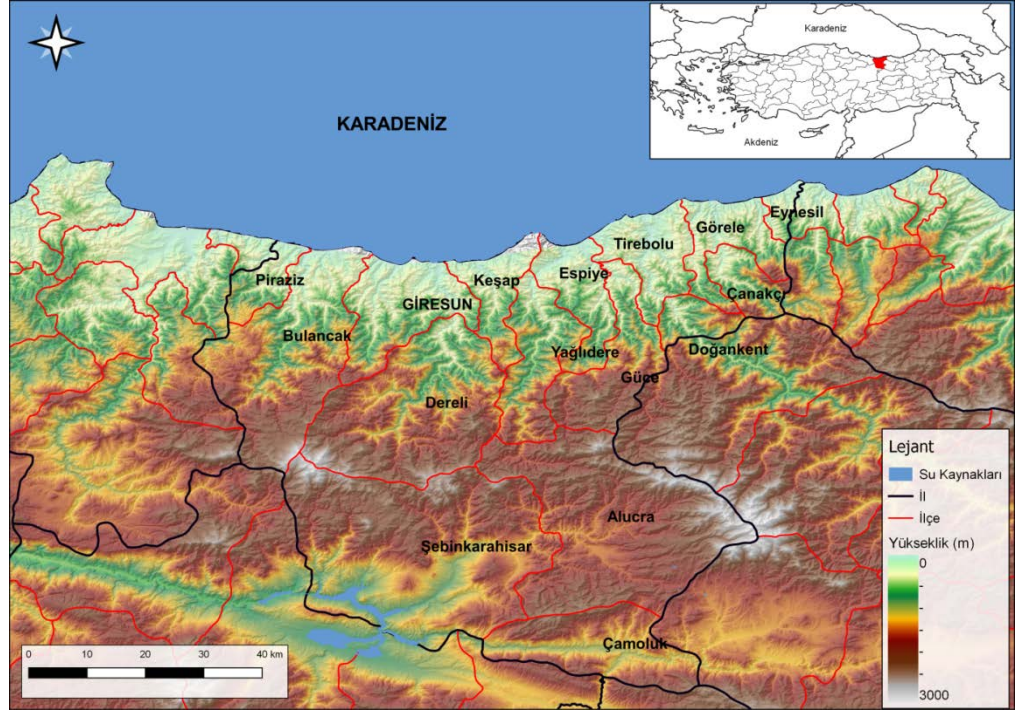 Karadeniz
Akdeniz
KARADENİZ
Eynesil
Görele
Tirebolu
Piraziz
Keşap
Espiye
Çanakçı
GİRESUN
Bulancak
Yağlıdere
Doğankent
Güce
Dereli
Alucra
Şebinkarahisar
Çamoluk
Lejant
Su Kaynakları
İl
İlçe
Yükseklik (m)
0
3000
0 10 20 30 40 km